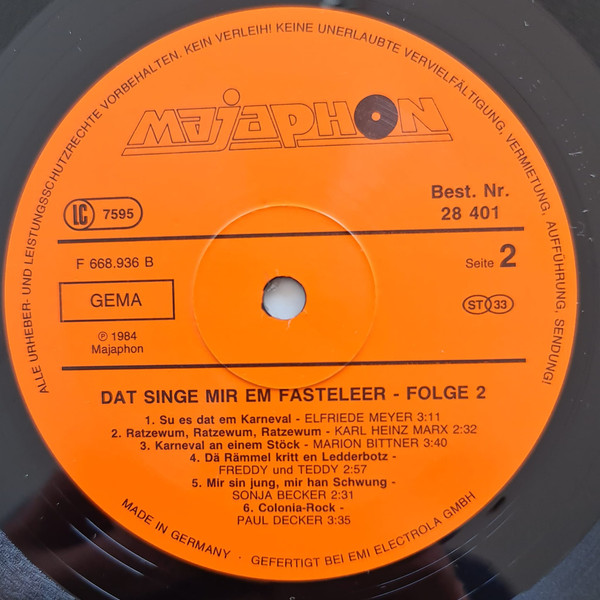 ALLE URHEBER- UND LEISTUNGSSCHUTZRECHTE VORBEHALTEN. KEIN VERLEIH! KEINE UNERLAUBTE VERVIELFÄLTIGUNG, VERMIETUNG, AUFFÜHRUNG, SENDUNG!
MAJAPHON
LC 7595
Best. Nr.
28 401
F 668.936 B
Seite 2
GEMA
ST 33
Ⓟ 1984
Majaphon
DAT SINGE MIR EM FASTELEER - FOLGE 2
1. Su es dat em Karneval - ELFRIEDE MEYER 3:11
2. Ratzewum, Ratzewum, Ratzewum - KARL HEINZ MARX 2:32
3. Karneval an einem Stöck - MARION BITTNER 3:40
4. Dä Rämmel kritt en Ledderbotz -
FREDDY und TEDDY 2:57
5. Mir sin jung, mir han Schwung -
SONJA BECKER 2:31
6. Colonia-Rock -
PAUL DECKER 3:35
MADE IN GERMANY · GEFERTIGT BEI EMI ELECTROLA GMBH